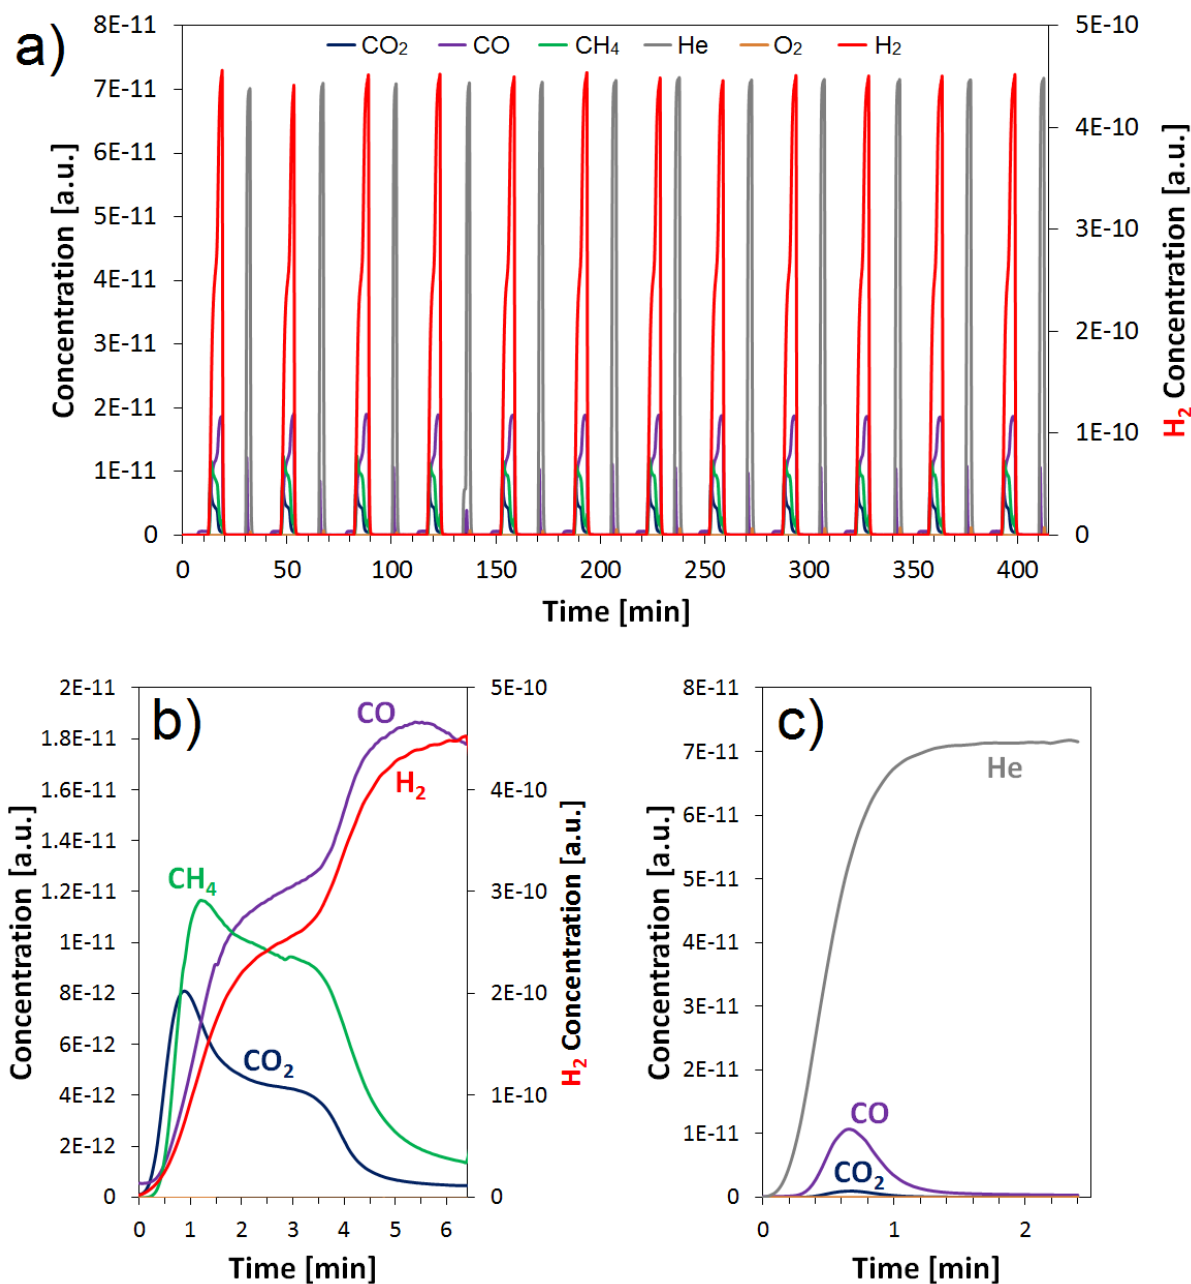 a)
CO₂ CO CH₄ He O₂ H₂
8E-11
7E-11
6E-11
5E-11
4E-11
3E-11
2E-11
1E-11
0
Concentration [a.u.]
5E-10
4E-10
3E-10
2E-10
1E-10
0
H₂ Concentration [a.u.]
0 50 100 150 200 250 300 350 400
Time [min]
b)
2E-11
1.8E-11
1.6E-11
1.4E-11
1.2E-11
1E-11
8E-12
6E-12
4E-12
2E-12
0
Concentration [a.u.]
CO
H₂
CH₄
CO₂
5E-10
4E-10
3E-10
2E-10
1E-10
0
H₂ Concentration [a.u.]
0 1 2 3 4 5 6
Time [min]
c)
8E-11
7E-11
6E-11
5E-11
4E-11
3E-11
2E-11
1E-11
0
Concentration [a.u.]
He
CO
CO₂
0 1 2
Time [min]